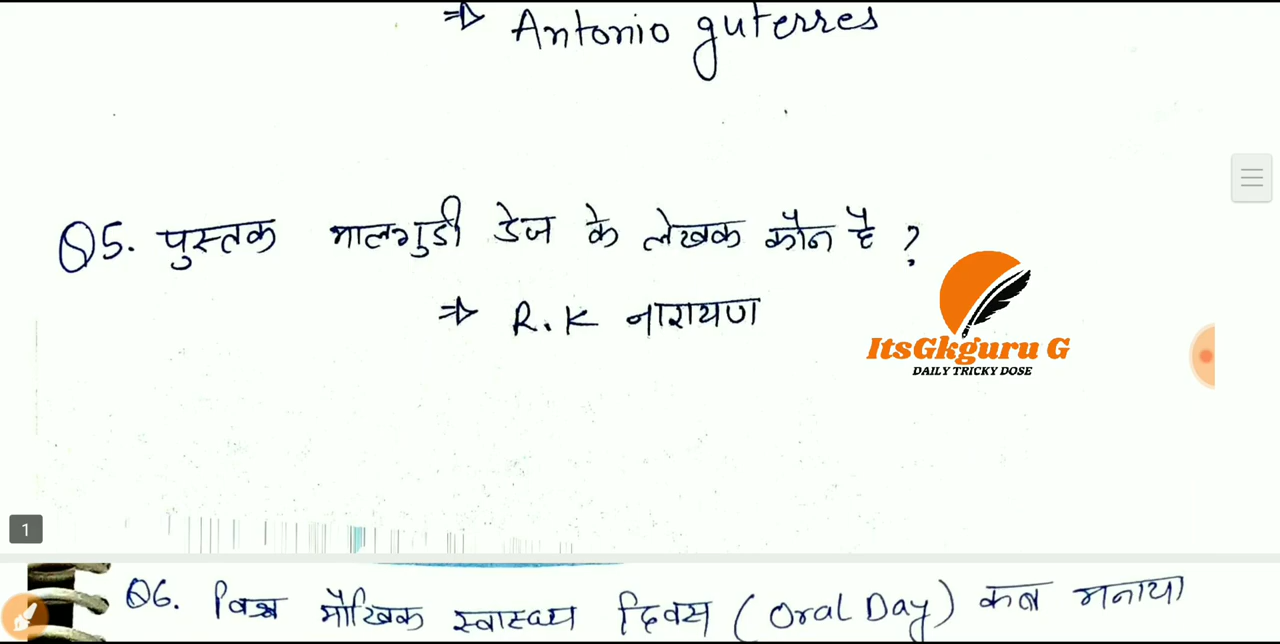 ⇒ Antonio guterres
Q5. पुस्तक मालगुडी डेज के लेखक कौन है ?
⇒ R.K नारायण
ItsGkguru G
DAILY TRICKY DOSE
1
Q6. विश्व मौखिक स्वास्थ्य दिवस (Oral Day) कब मनाया